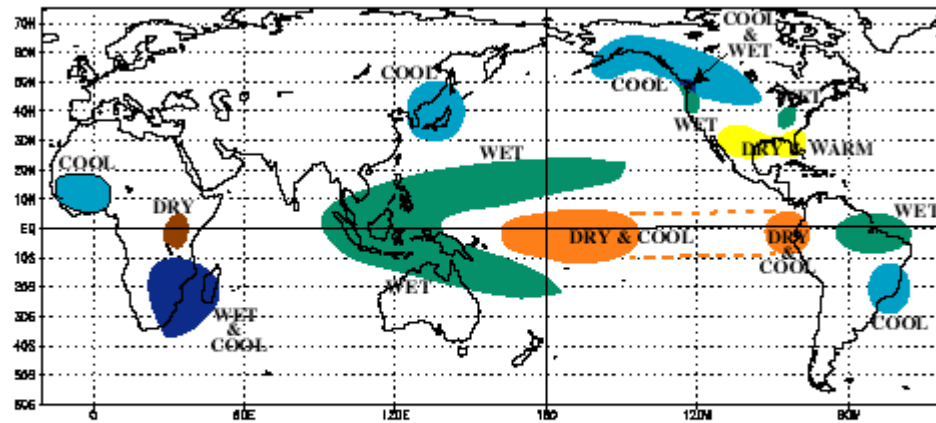 70N
60N
50N
40N
30N
20N
10N
EQ
10S
20S
30S
40S
50S
60S
COOL
&
WET
COOL
COOL
WET
WET
DRY & WARM
WET
COOL
DRY
WET
DRY & COOL
DRY
&
COOL
WET
WET
&
COOL
COOL
0
60E
120E
180
120W
60W